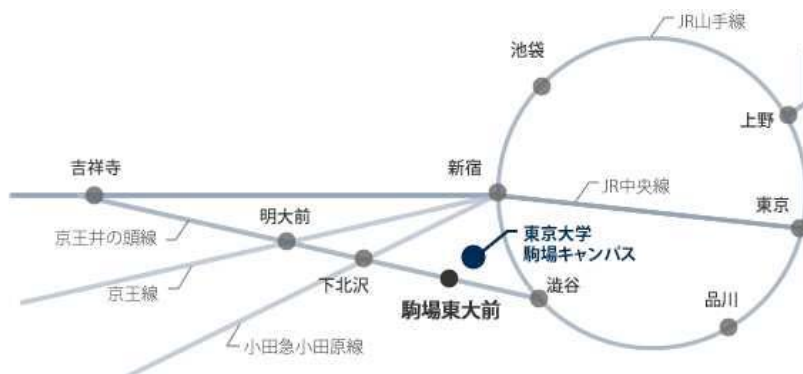 JR山手線
池袋
上野
吉祥寺
新宿
JR中央線
東京
明大前
京王井の頭線
東京大学
駒場キャンパス
京王線
下北沢
駒場東大前
澁谷
品川
小田急小田原線